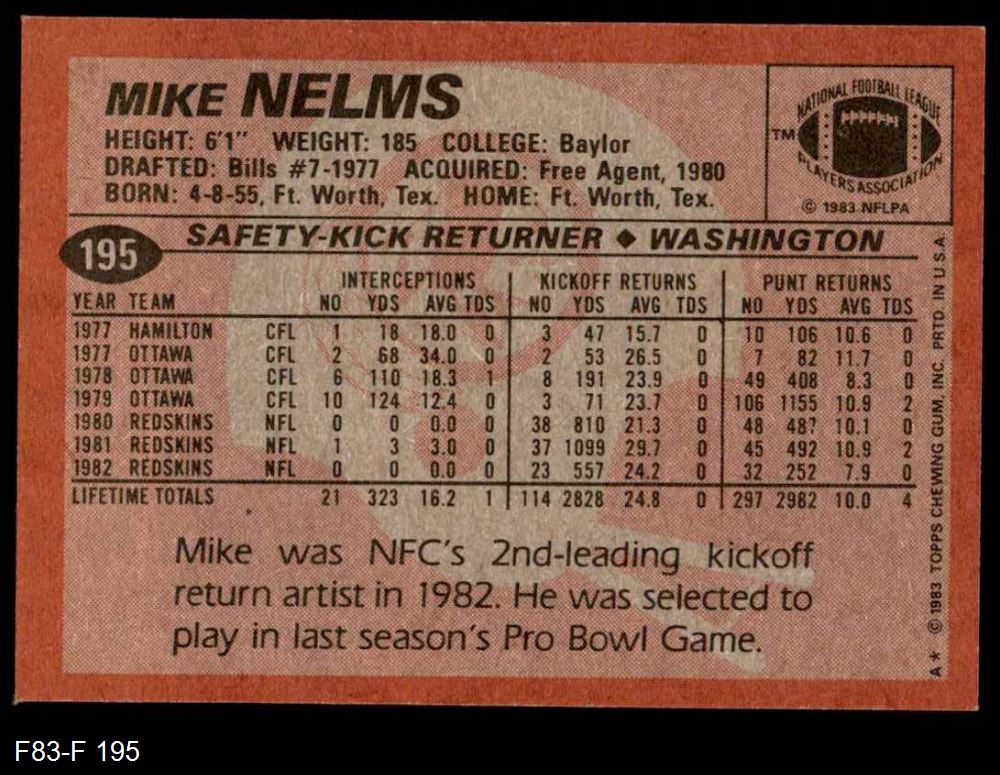 MIKE NELMS
HEIGHT: 6'1" WEIGHT: 185 COLLEGE: Baylor
DRAFTED: Bills #7-1977 ACQUIRED: Free Agent, 1980
BORN: 4-8-55, Ft. Worth, Tex. HOME: Ft. Worth, Tex.
NATIONAL FOOTBALL LEAGUE
TM
PLAYERS ASSOCIATION
© 1983 NFLPA
195
SAFETY-KICK RETURNER ♦ WASHINGTON
INTERCEPTIONS KICKOFF RETURNS PUNT RETURNS
YEAR TEAM NO YDS AVG TDS NO YDS AVG TDS NO YDS AVG TDS
1977 HAMILTON CFL 1 18 18.0 0 3 47 15.7 0 10 106 10.6 0
1977 OTTAWA CFL 2 68 34.0 0 2 53 26.5 0 7 82 11.7 0
1978 OTTAWA CFL 6 110 18.3 1 8 191 23.9 0 49 408 8.3 0
1979 OTTAWA CFL 10 124 12.4 0 3 71 23.7 0 106 1155 10.9 2
1980 REDSKINS NFL 0 0 0.0 0 38 810 21.3 0 48 487 10.1 0
1981 REDSKINS NFL 1 3 3.0 0 37 1099 29.7 0 45 492 10.9 2
1982 REDSKINS NFL 0 0 0.0 0 23 557 24.2 0 32 252 7.9 0
LIFETIME TOTALS 21 323 16.2 1 114 2828 24.8 0 297 2982 10.0 4
Mike was NFC's 2nd-leading kickoff
return artist in 1982. He was selected to
play in last season's Pro Bowl Game.
A* © 1983 TOPPS CHEWING GUM, INC. PRTD. IN U.S.A.
F83-F 195